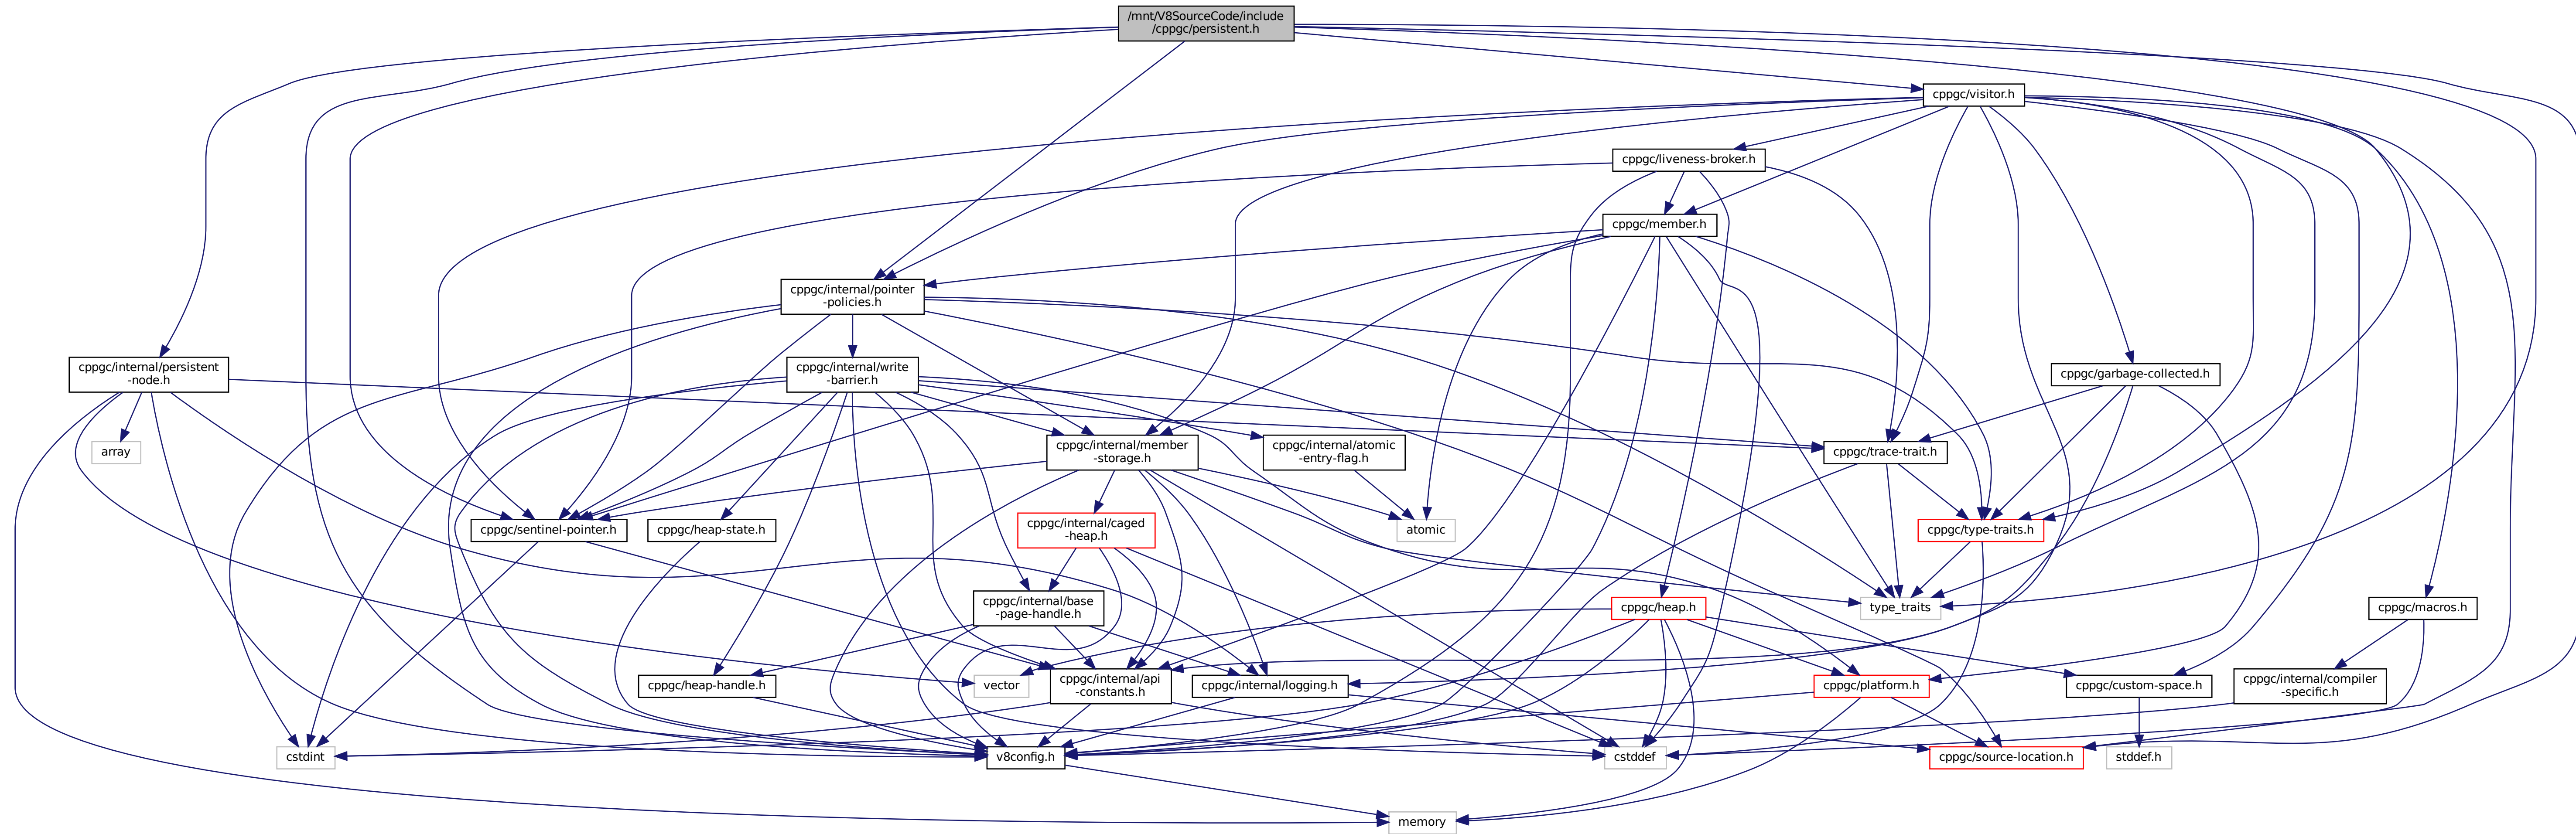 /mnt/V8SourceCode/include
/cppgc/persistent.h
cppgc/visitor.h
cppgc/liveness-broker.h
cppgc/member.h
cppgc/internal/pointer
-policies.h
cppgc/internal/persistent
-node.h
cppgc/internal/write
-barrier.h
cppgc/garbage-collected.h
array
cppgc/internal/member
-storage.h
cppgc/internal/atomic
-entry-flag.h
cppgc/trace-trait.h
cppgc/sentinel-pointer.h
cppgc/heap-state.h
cppgc/internal/caged
-heap.h
atomic
cppgc/type-traits.h
cppgc/internal/base
-page-handle.h
cppgc/heap.h
type_traits
cppgc/macros.h
cppgc/heap-handle.h
vector
cppgc/internal/api
-constants.h
cppgc/internal/logging.h
cppgc/platform.h
cppgc/custom-space.h
cppgc/internal/compiler
-specific.h
cstdint
v8config.h
cstddef
cppgc/source-location.h
stddef.h
memory